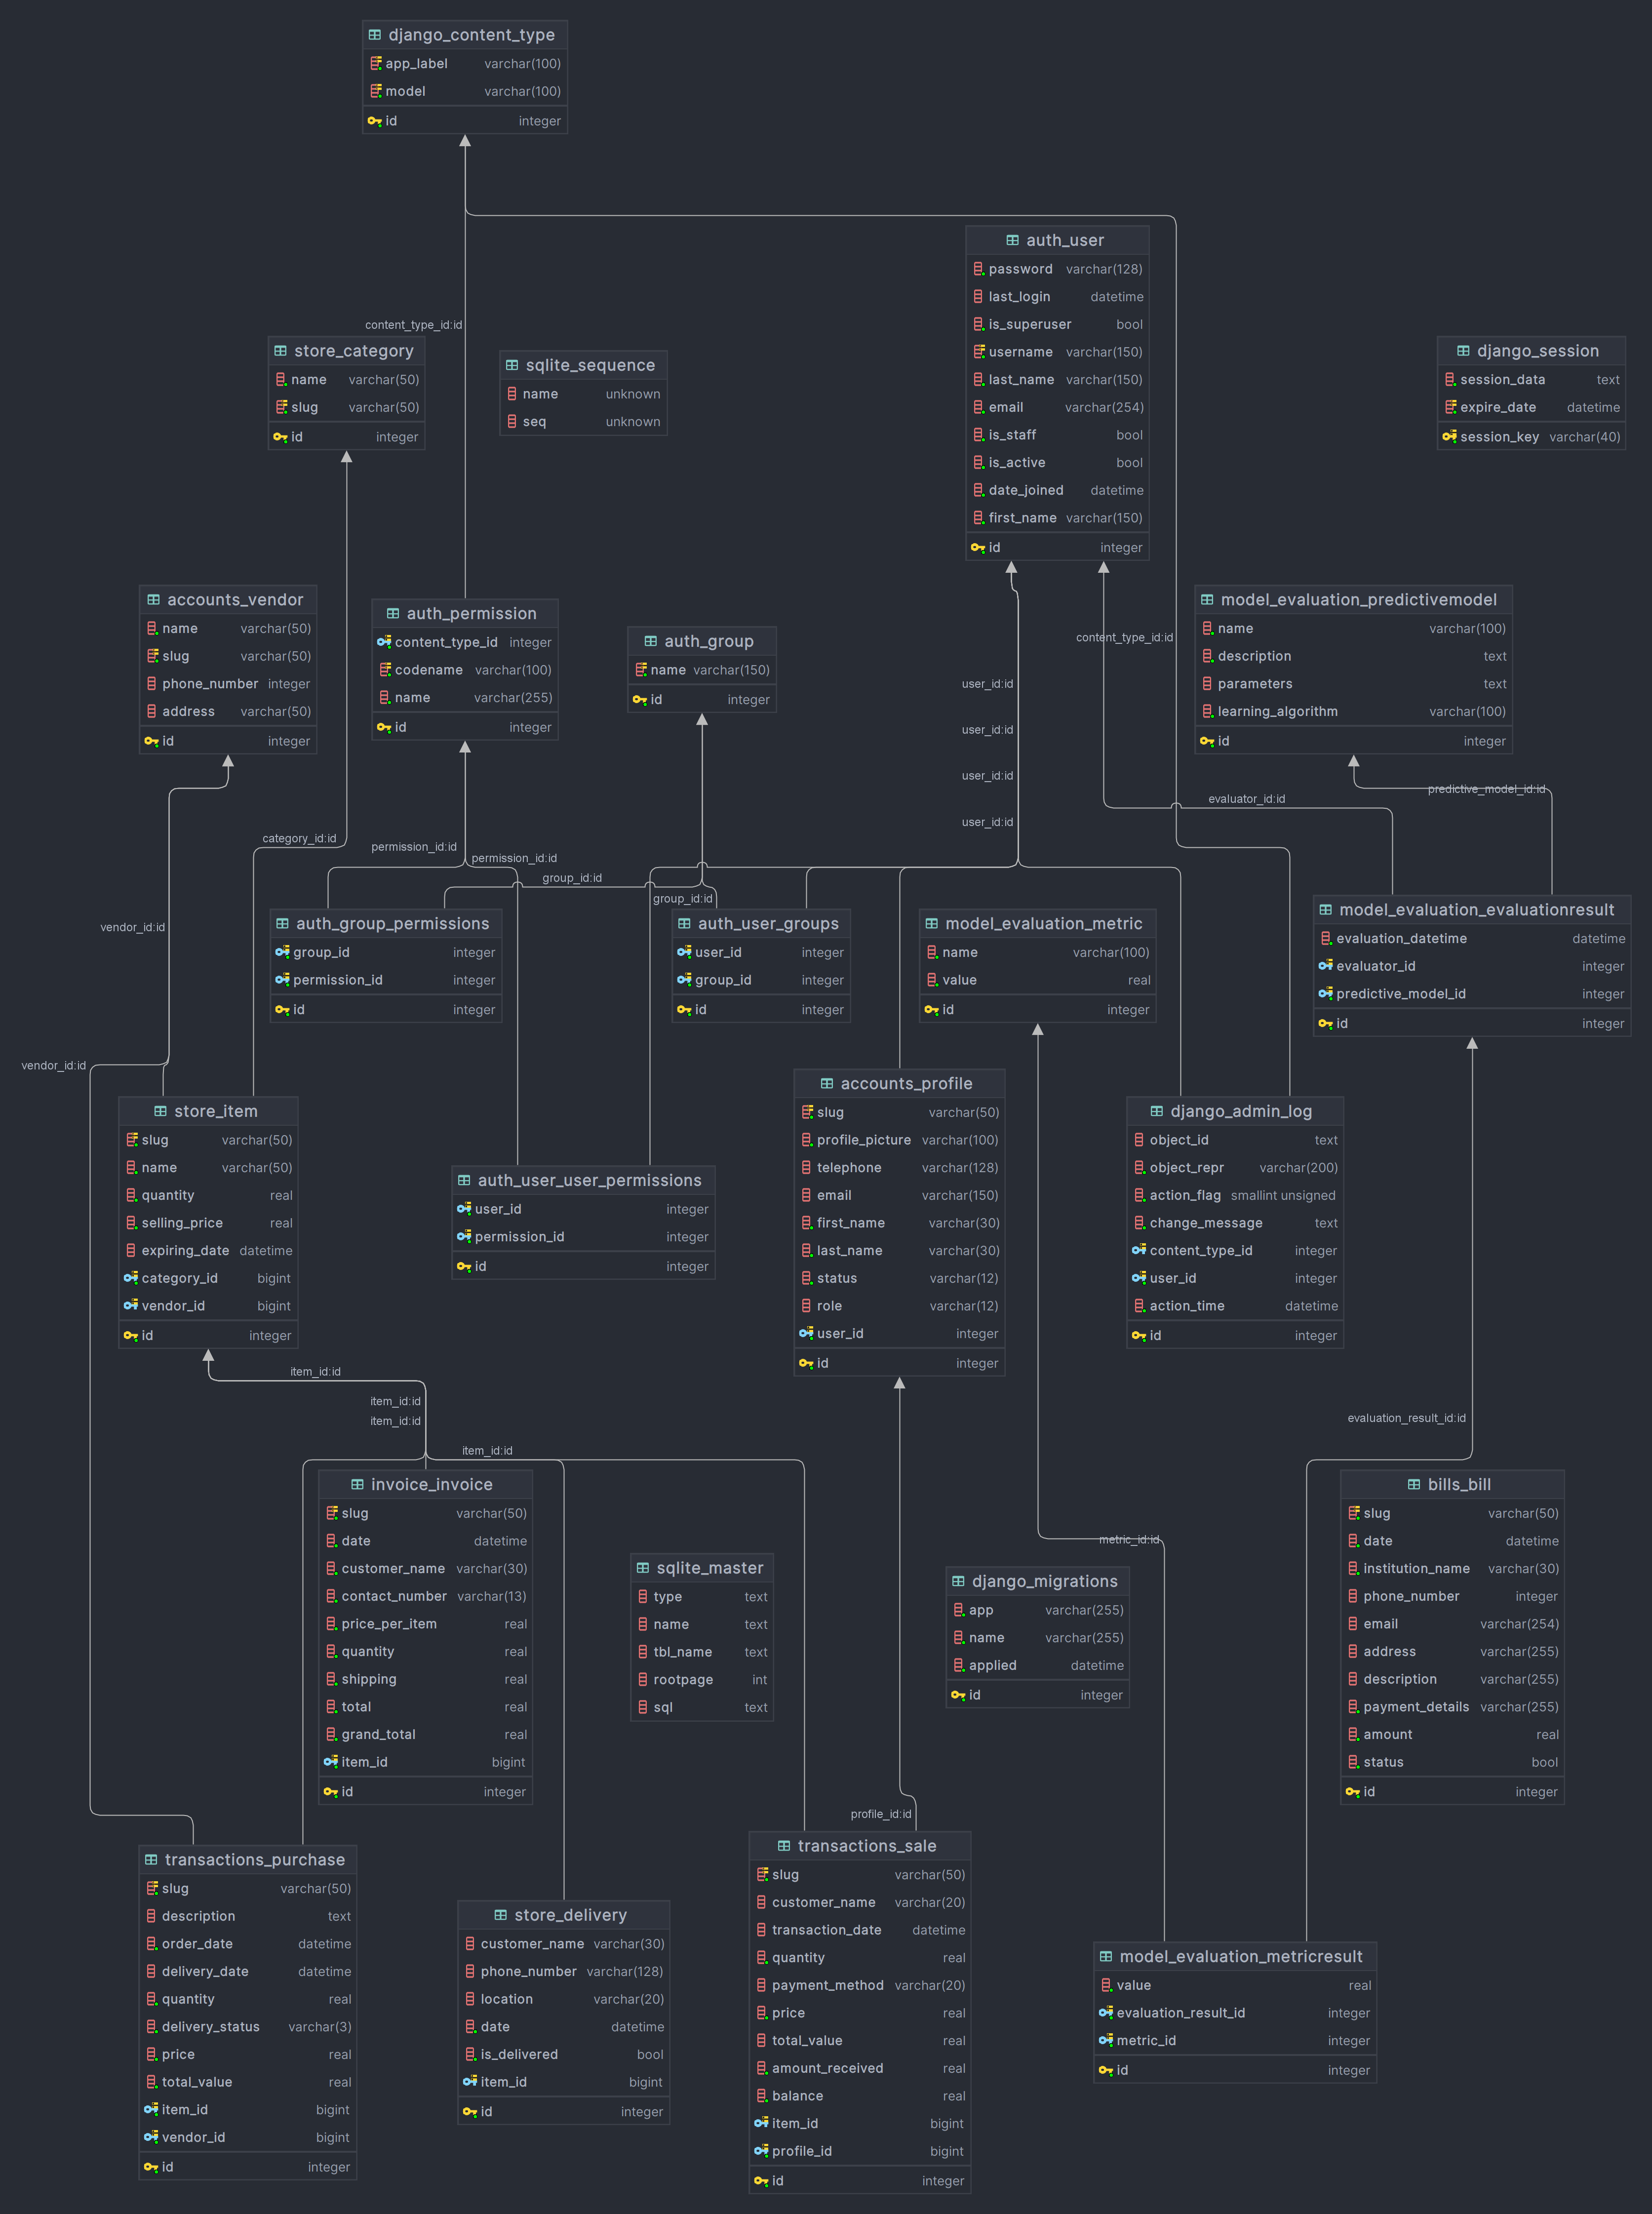 django_content_type
app_label varchar(100)
model varchar(100)
id integer
auth_user
password varchar(128)
last_login datetime
is_superuser bool
username varchar(150)
last_name varchar(150)
email varchar(254)
is_staff bool
is_active bool
date_joined datetime
first_name varchar(150)
id integer
content_type_id:id
store_category
name varchar(50)
slug varchar(50)
id integer
sqlite_sequence
name unknown
seq unknown
django_session
session_data text
expire_date datetime
session_key varchar(40)
accounts_vendor
name varchar(50)
slug varchar(50)
phone_number integer
address varchar(50)
id integer
auth_permission
content_type_id integer
codename varchar(100)
name varchar(255)
id integer
auth_group
name varchar(150)
id integer
content_type_id:id
user_id:id
user_id:id
user_id:id
user_id:id
model_evaluation_predictivemodel
name varchar(100)
description text
parameters text
learning_algorithm varchar(100)
id integer
predictive_model_id:id
evaluator_id:id
category_id:id
permission_id:id
permission_id:id
group_id:id
group_id:id
vendor_id:id
auth_group_permissions
group_id integer
permission_id integer
id integer
auth_user_groups
user_id integer
group_id integer
id integer
model_evaluation_metric
name varchar(100)
value real
id integer
model_evaluation_evaluationresult
evaluation_datetime datetime
evaluator_id integer
predictive_model_id integer
id integer
vendor_id:id
store_item
slug varchar(50)
name varchar(50)
quantity real
selling_price real
expiring_date datetime
category_id bigint
vendor_id bigint
id integer
auth_user_user_permissions
user_id integer
permission_id integer
id integer
accounts_profile
slug varchar(50)
profile_picture varchar(100)
telephone varchar(128)
email varchar(150)
first_name varchar(30)
last_name varchar(30)
status varchar(12)
role varchar(12)
user_id integer
id integer
django_admin_log
object_id text
object_repr varchar(200)
action_flag smallint unsigned
change_message text
content_type_id integer
user_id integer
action_time datetime
id integer
item_id:id
item_id:id
item_id:id
item_id:id
evaluation_result_id:id
invoice_invoice
slug varchar(50)
date datetime
customer_name varchar(30)
contact_number varchar(13)
price_per_item real
quantity real
shipping real
total real
grand_total real
item_id bigint
id integer
sqlite_master
type text
name text
tbl_name text
rootpage int
sql text
metric_id:id
django_migrations
app varchar(255)
name varchar(255)
applied datetime
id integer
bills_bill
slug varchar(50)
date datetime
institution_name varchar(30)
phone_number integer
email varchar(254)
address varchar(255)
description varchar(255)
payment_details varchar(255)
amount real
status bool
id integer
profile_id:id
transactions_purchase
slug varchar(50)
description text
order_date datetime
delivery_date datetime
quantity real
delivery_status varchar(3)
price real
total_value real
item_id bigint
vendor_id bigint
id integer
store_delivery
customer_name varchar(30)
phone_number varchar(128)
location varchar(20)
date datetime
is_delivered bool
item_id bigint
id integer
transactions_sale
slug varchar(50)
customer_name varchar(20)
transaction_date datetime
quantity real
payment_method varchar(20)
price real
total_value real
amount_received real
balance real
item_id bigint
profile_id bigint
id integer
model_evaluation_metricresult
value real
evaluation_result_id integer
metric_id integer
id integer